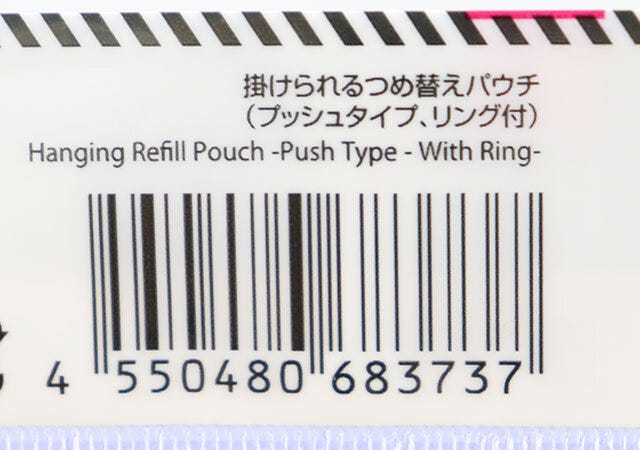 掛けられるつめ替えパウチ
（プッシュタイプ、リング付）
Hanging Refill Pouch -Push Type - With Ring-
4 550480 683737